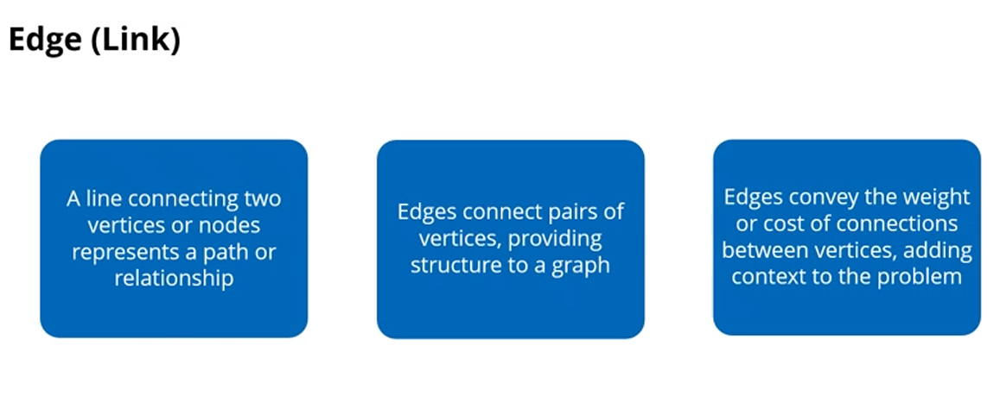 Edge (Link)
A line connecting two
vertices or nodes
represents a path or
relationship
Edges connect pairs of
vertices, providing
structure to a graph
Edges convey the weight
or cost of connections
between vertices, adding
context to the problem